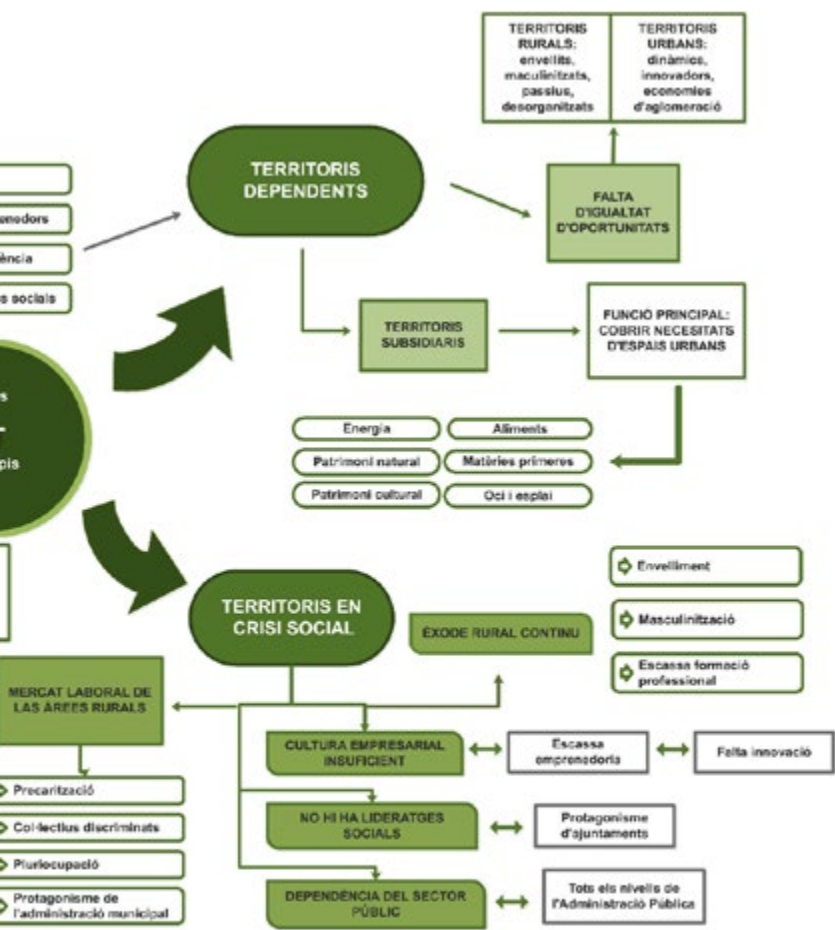 TERRITORIS
RURALS:
envellits,
maculinitzats,
passius,
desorganitzats
TERRITORIS
URBANS:
dinàmics,
innovadors,
economies
d'aglomeració
TERRITORIS
DEPENDENTS
FALTA
D'IGUALTAT
D'OPORTUNITATS
enedors
ència
s socials
TERRITORIS
SUBSIDIARIS
FUNCIÓ PRINCIPAL:
COBRIR NECESITATS
D'ESPAIS URBANS
s
pis
Energia
Aliments
Patrimoni natural
Matèries primeres
Patrimoni cultural
Oci i esplai
TERRITORIS EN
CRISI SOCIAL
ÉXODE RURAL CONTINU
Envelliment
Masculinització
Escassa formació
professional
MERCAT LABORAL DE
LAS ÀREES RURALS
CULTURA EMPRESARIAL
INSUFICIENT
Escassa
emprenedoria
Falta innovació
Precarització
Col·lectius discriminats
Pluriocupació
Protagonisme de
l'administració municipal
NO HI HA LIDERATGES
SOCIALS
Protagonisme
d'ajuntaments
DEPENDÈNCIA DEL SECTOR
PÚBLIC
Tots els nivells de
l'Administració Pública